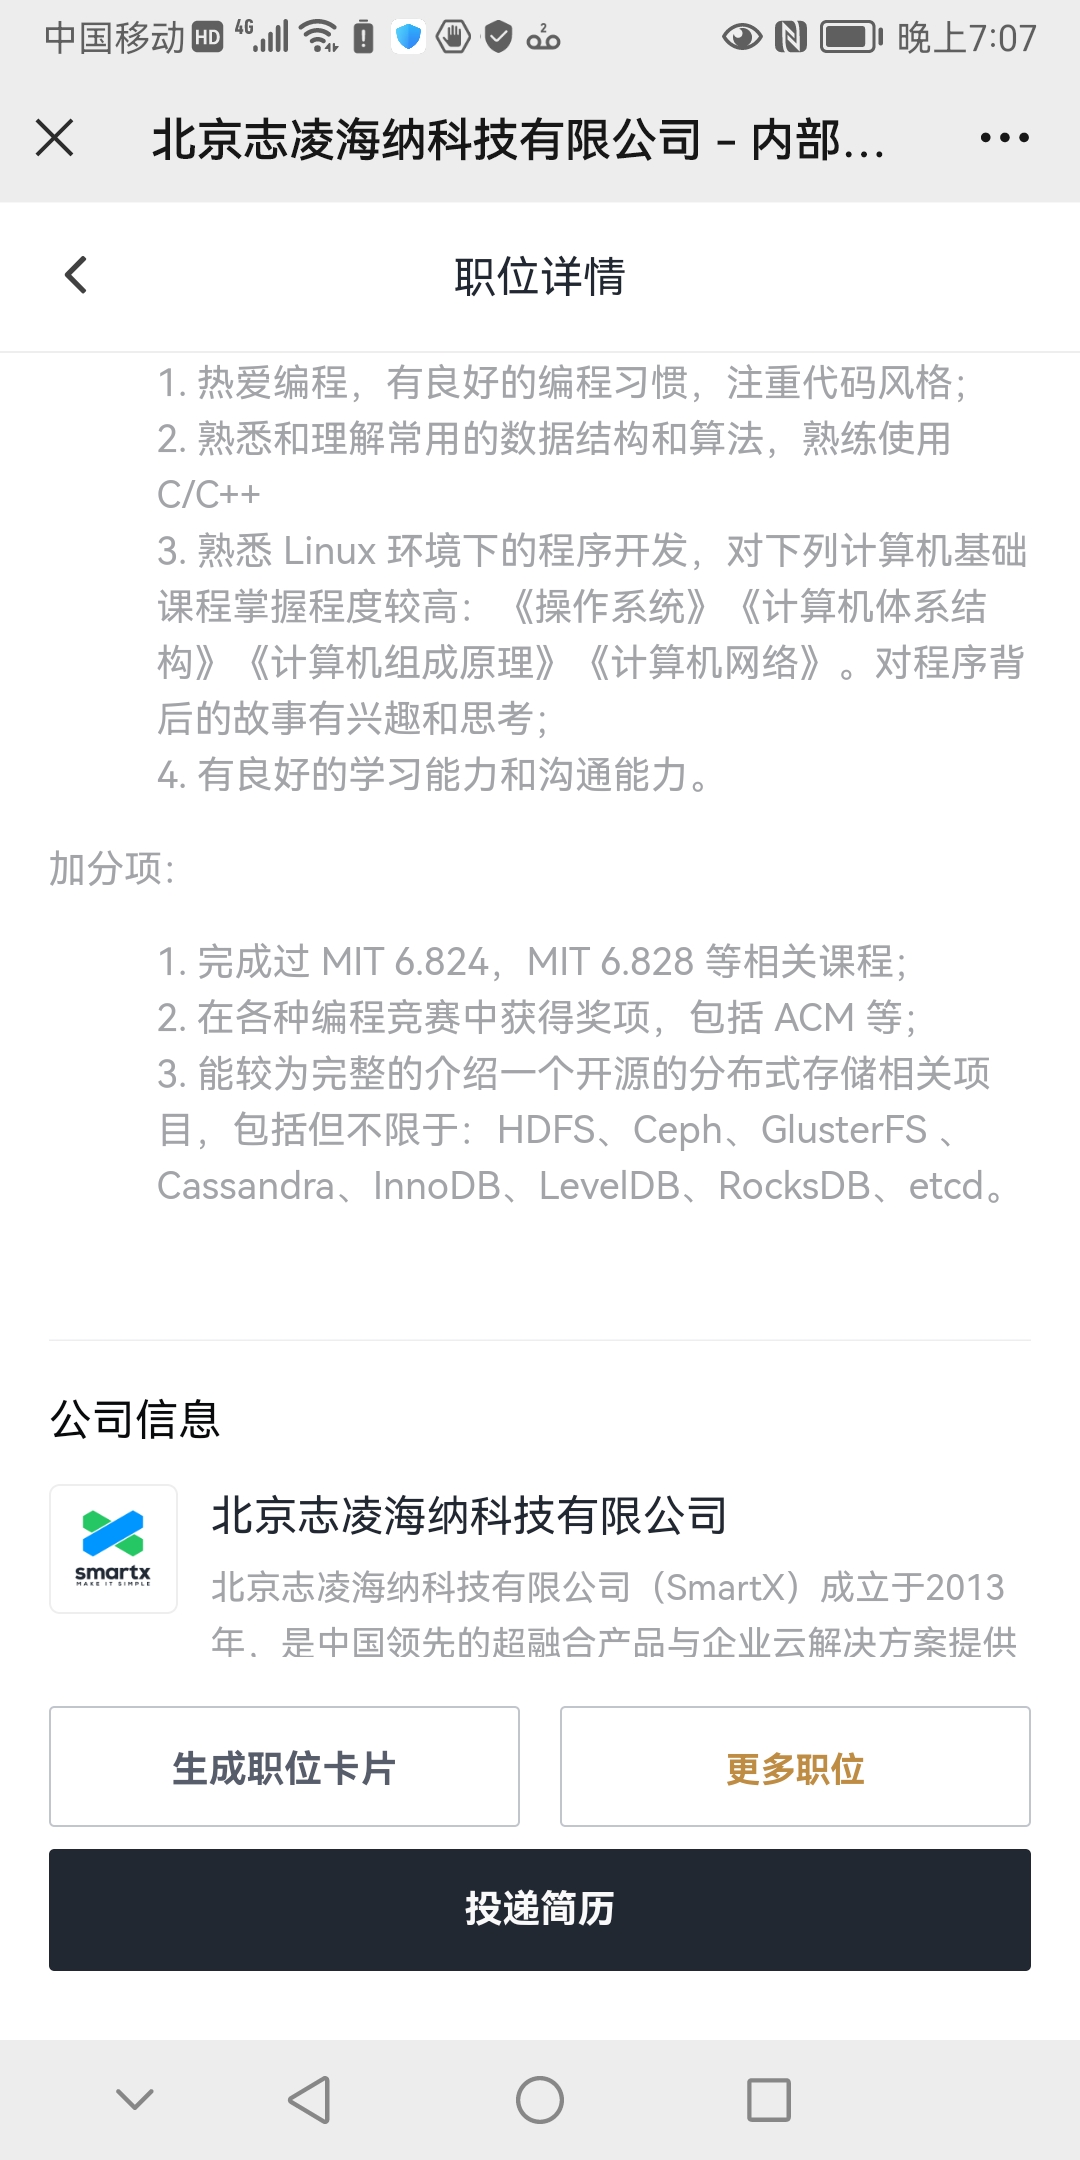 中国移动 HD 4G 2 晚上7:07
北京志凌海纳科技有限公司 – 内部...
职位详情
1. 热爱编程，有良好的编程习惯，注重代码风格；
2. 熟悉和理解常用的数据结构和算法，熟练使用
C/C++
3. 熟悉 Linux 环境下的程序开发，对下列计算机基础
课程掌握程度较高：《操作系统》《计算机体系结
构》《计算机组成原理》《计算机网络》。对程序背
后的故事有兴趣和思考；
4. 有良好的学习能力和沟通能力。
加分项：
1. 完成过 MIT 6.824，MIT 6.828 等相关课程；
2. 在各种编程竞赛中获得奖项，包括 ACM 等；
3. 能较为完整的介绍一个开源的分布式存储相关项
目，包括但不限于：HDFS、Ceph、GlusterFS 、
Cassandra、InnoDB、LevelDB、RocksDB、etcd。
公司信息
smartx
MAKE IT SIMPLE
北京志凌海纳科技有限公司
北京志凌海纳科技有限公司（SmartX）成立于2013
年，是中国领先的超融合产品与企业云解决方案提供
生成职位卡片
更多职位
投递简历